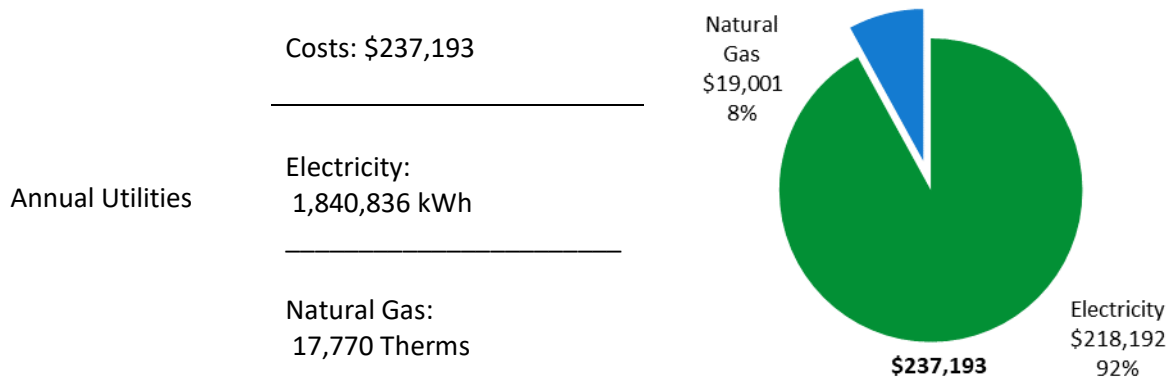 Annual Utilities
Costs: $237,193
Electricity:
1,840,836 kWh
Natural Gas:
17,770 Therms
Natural
Gas
$19,001
8%
Electricity
$218,192
92%
$237,193